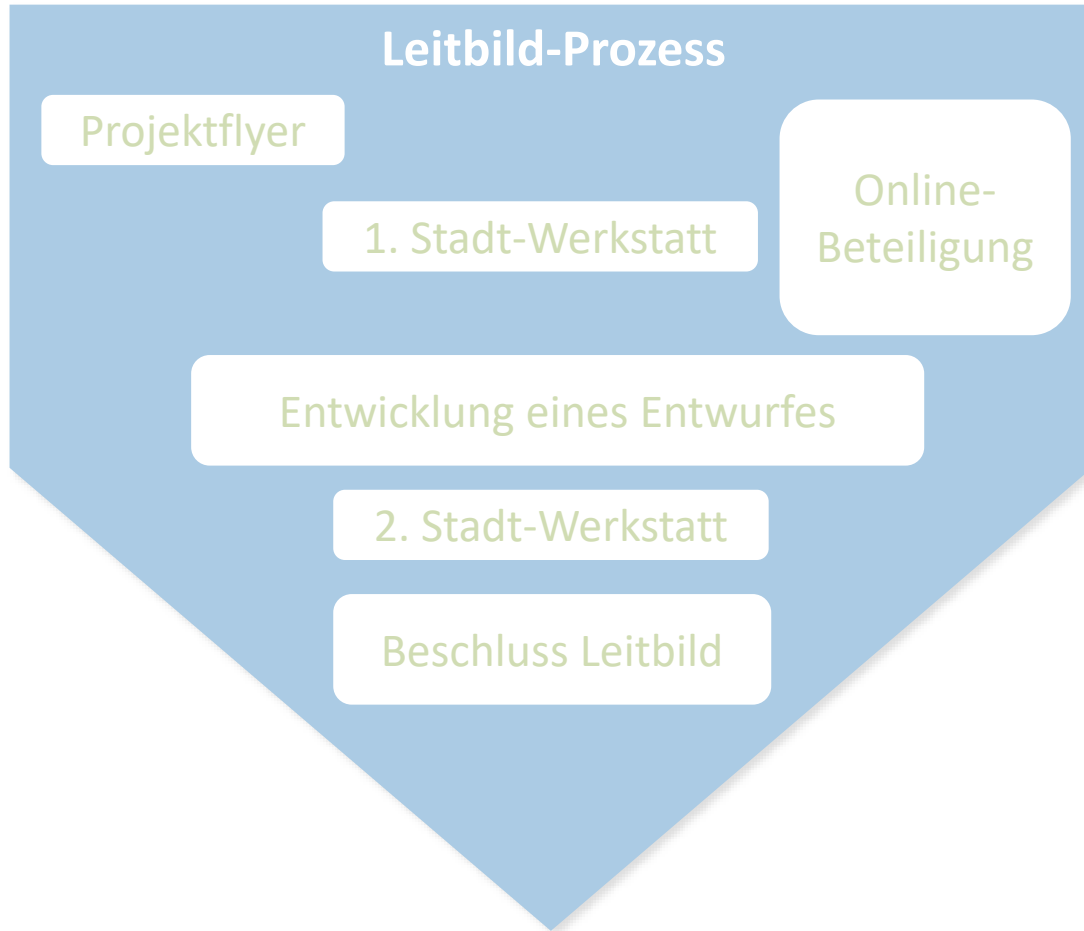 Leitbild-Prozess
Projektflyer
1. Stadt-Werkstatt
Online-
Beteiligung
Entwicklung eines Entwurfes
2. Stadt-Werkstatt
Beschluss Leitbild